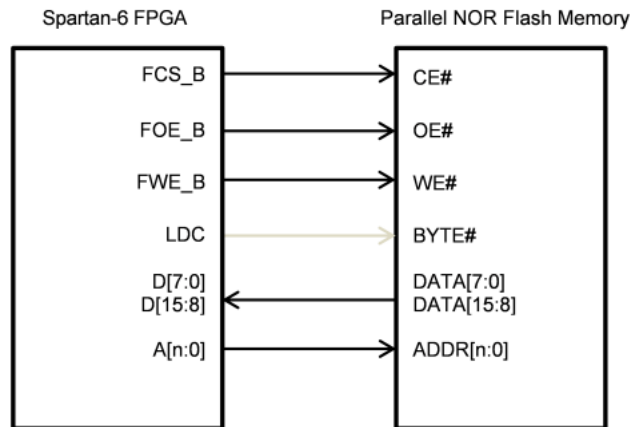 Spartan-6 FPGA
Parallel NOR Flash Memory
FCS_B
CE#
FOE_B
OE#
FWE_B
WE#
LDC
BYTE#
D[7:0]
DATA[7:0]
D[15:8]
DATA[15:8]
A[n:0]
ADDR[n:0]